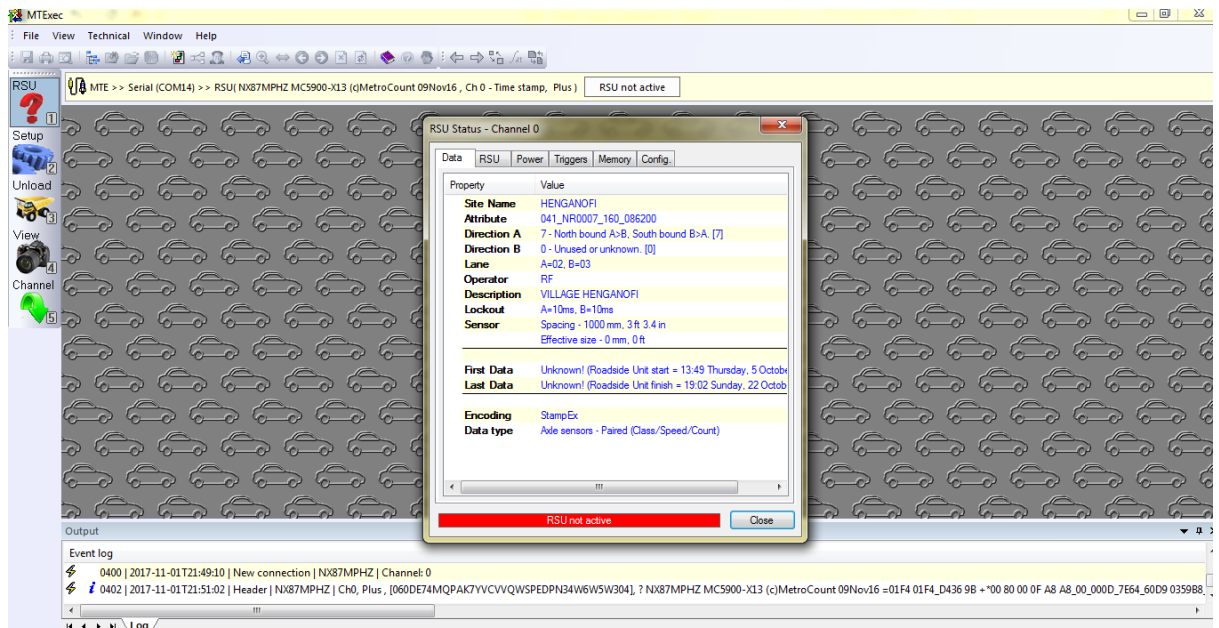 MTExec
File View Technical Window Help
RSU
1
MTE >> Serial (COM14) >> RSU( NX87MPHZ MC5900-X13 (c)MetroCount 09Nov16 , Ch 0 - Time stamp, Plus ) RSU not active
Setup
2
Unload
3
View
4
Channel
5
RSU Status - Channel 0
Data RSU Power Triggers Memory Config.
Property Value
Site Name HENGANOFI
Attribute 041_NR0007_160_086200
Direction A 7 - North bound A>B, South bound B>A. [7]
Direction B 0 - Unused or unknown. [0]
Lane A=02, B=03
Operator RF
Description VILLAGE HENGANOFI
Lockout A=10ms, B=10ms
Sensor Spacing - 1000 mm, 3 ft 3.4 in
Effective size - 0 mm, 0 ft
First Data Unknown! (Roadside Unit start = 13:49 Thursday, 5 Octobe
Last Data Unknown! (Roadside Unit finish = 19:02 Sunday, 22 Octob
Encoding StampEx
Data type Axle sensors - Paired (Class/Speed/Count)
RSU not active Close
Output
Event log
0400 | 2017-11-01T21:49:10 | New connection | NX87MPHZ | Channel: 0
0402 | 2017-11-01T21:51:02 | Header | NX87MPHZ | Ch0, Plus , [060DE74MQPAK7YVCVVQWSPEDPN34W6W5W304], ? NX87MPHZ MC5900-X13 (c)MetroCount 09Nov16 =01F4 01F4_D436 9B +*00 80 00 0F A8 A8_00_000D_7E64_60D9 0359B8
Log